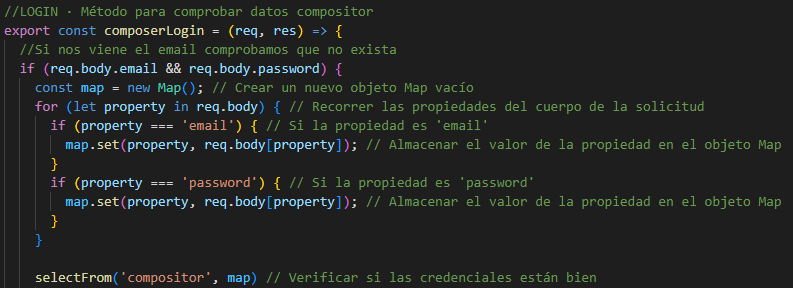 //LOGIN · Método para comprobar datos compositor
export const composerLogin = (req, res) => {
  //Si nos viene el email comprobamos que no exista
  if (req.body.email && req.body.password) {
    const map = new Map(); // Crear un nuevo objeto Map vacío
    for (let property in req.body) { // Recorrer las propiedades del cuerpo de la solicitud
      if (property === 'email') { // Si la propiedad es 'email'
        map.set(property, req.body[property]); // Almacenar el valor de la propiedad en el objeto Map
      }
      if (property === 'password') { // Si la propiedad es 'password'
        map.set(property, req.body[property]); // Almacenar el valor de la propiedad en el objeto Map
      }
    }

    selectFrom('compositor', map) // Verificar si las credenciales están bien